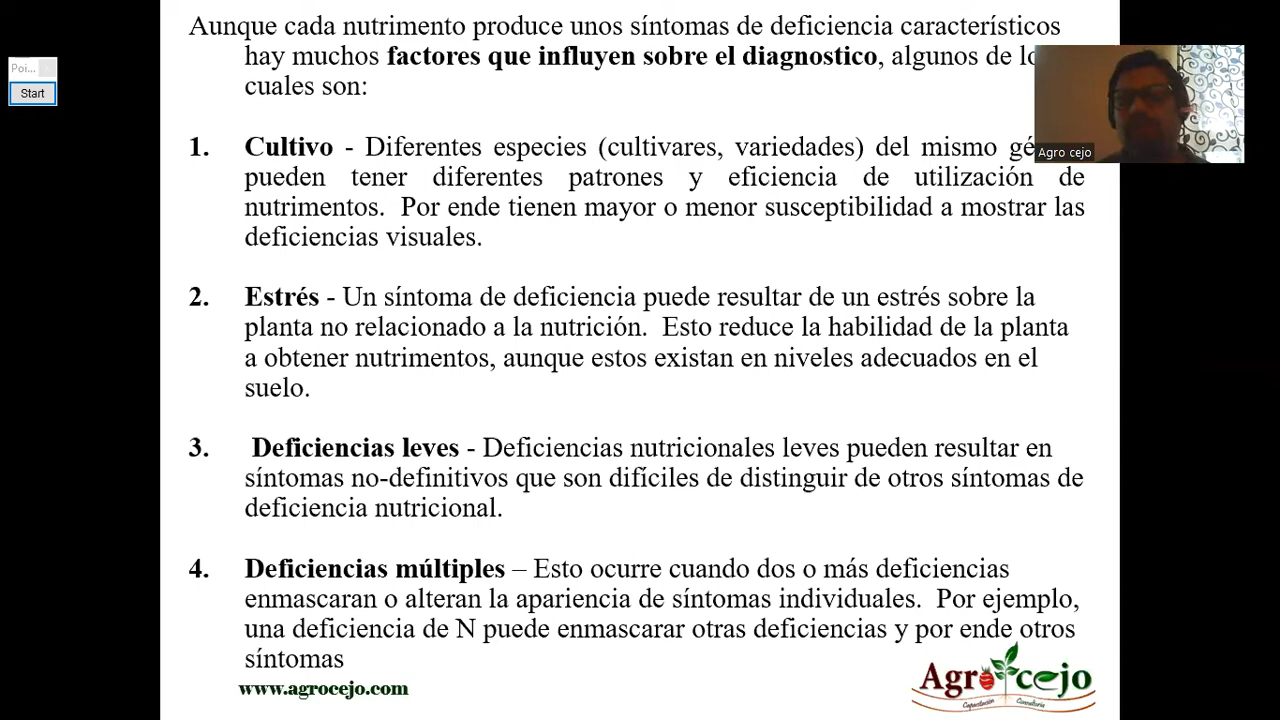 Aunque cada nutrimento produce unos síntomas de deficiencia característicos
hay muchos factores que influyen sobre el diagnostico, algunos de
cuales son:
1. Cultivo - Diferentes especies (cultivares, variedades) del mismo
pueden tener diferentes patrones y eficiencia de utilización de
nutrimentos. Por ende tienen mayor o menor susceptibilidad a mostrar las
deficiencias visuales.
2. Estrés - Un síntoma de deficiencia puede resultar de un estrés sobre la
planta no relacionado a la nutrición. Esto reduce la habilidad de la planta
a obtener nutrimentos, aunque estos existan en niveles adecuados en el
suelo.
3. Deficiencias leves - Deficiencias nutricionales leves pueden resultar en
síntomas no-definitivos que son difíciles de distinguir de otros síntomas de
deficiencia nutricional.
4. Deficiencias múltiples – Esto ocurre cuando dos o más deficiencias
enmascaran o alteran la apariencia de síntomas individuales. Por ejemplo,
una deficiencia de N puede enmascarar otras deficiencias y por ende otros
síntomas
www.agrocejo.com
Agro cejo
Capacitación Consultoría
Agro cejo
Poi...
Start